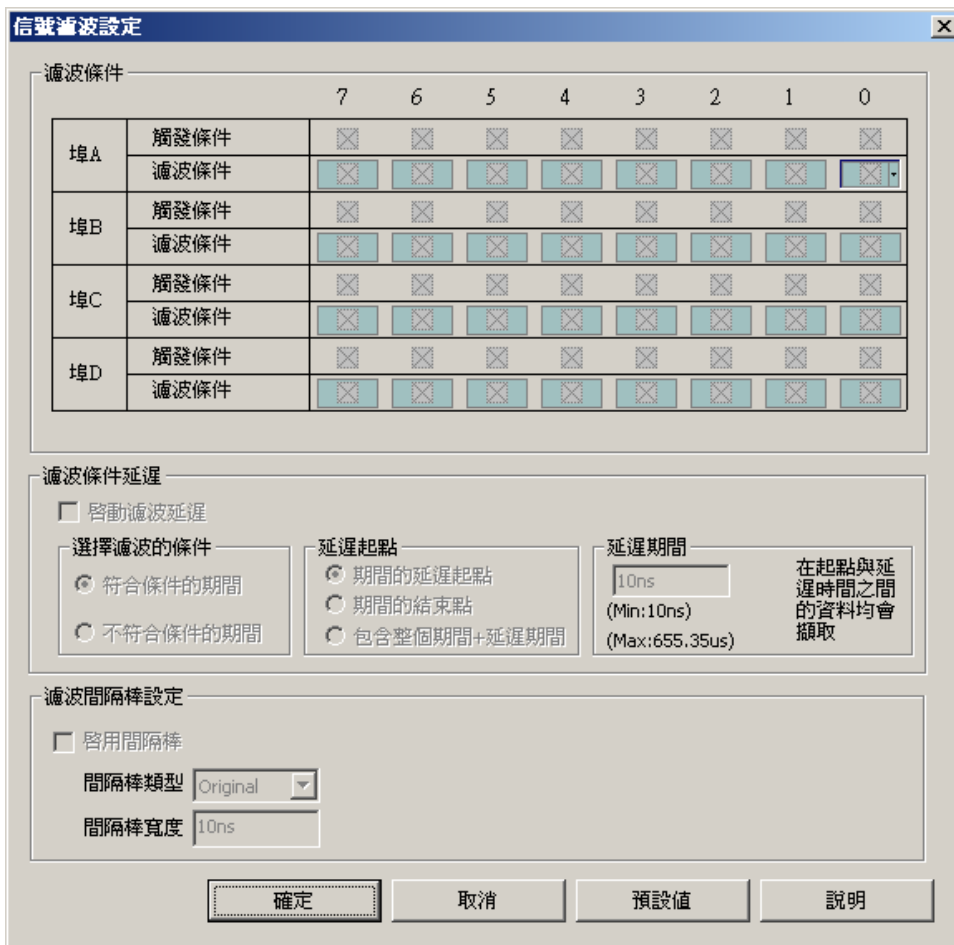 信號濾波設定
濾波條件
7 6 5 4 3 2 1 0
埠A
觸發條件
濾波條件
埠B
觸發條件
濾波條件
埠C
觸發條件
濾波條件
埠D
觸發條件
濾波條件
濾波條件延遲
啓動濾波延遲
選擇濾波的條件
符合條件的期間
不符合條件的期間
延遲起點
期間的延遲起點
期間的結束點
包含整個期間+延遲期間
延遲期間
10ns
(Min:10ns)
(Max:655.35us)
在起點與延
遲時間之間
的資料均會
擷取
濾波間隔棒設定
啓用間隔棒
間隔棒類型 Original
間隔棒寬度 10ns
確定 取消 預設值 說明